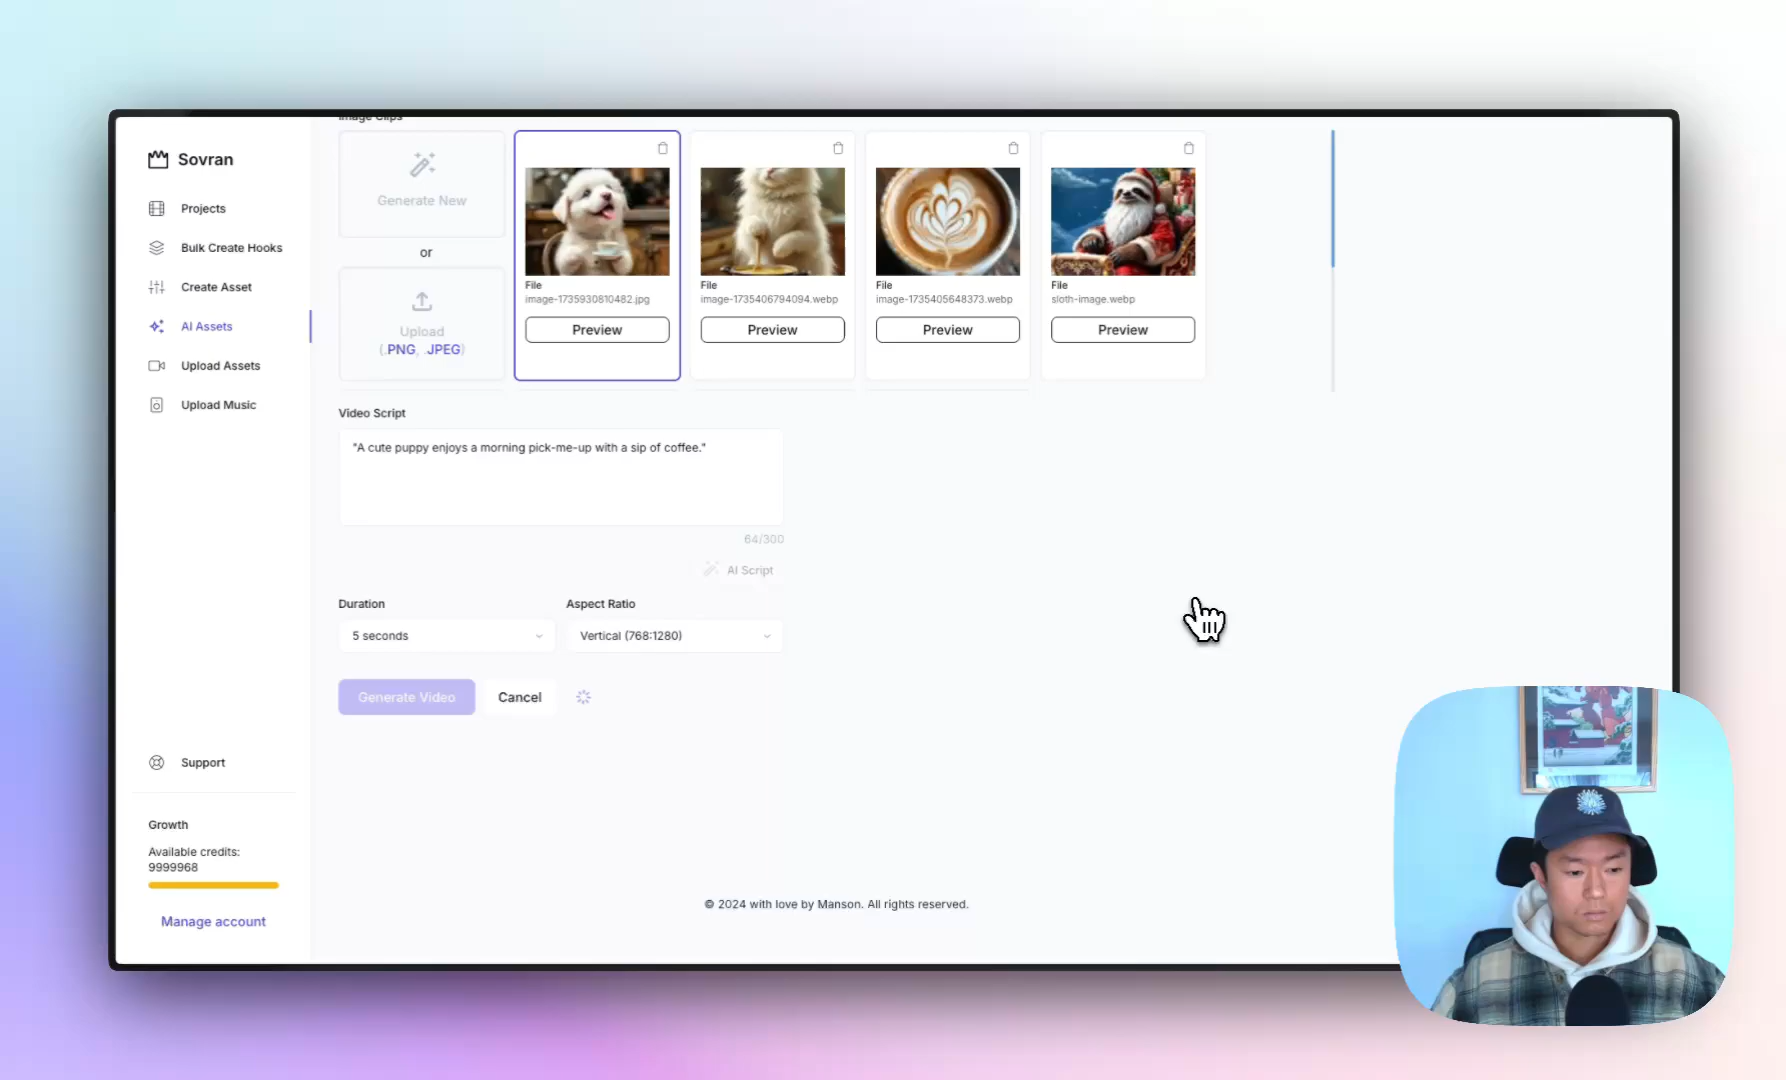 Image Clips
Sovran
Projects
Bulk Create Hooks
Create Asset
AI Assets
Upload Assets
Upload Music
Support
Growth
Available credits:
9999968
Manage account
Generate New
or
Upload
(.PNG, .JPEG)
File
image-1735930810482.jpg
Preview
File
image-1735406794094.webp
Preview
File
image-1735405648373.webp
Preview
File
sloth-image.webp
Preview
Video Script
"A cute puppy enjoys a morning pick-me-up with a sip of coffee."
64/300
AI Script
Duration
Aspect Ratio
5 seconds
Vertical (768:1280)
Generate Video
Cancel
© 2024 with love by Manson. All rights reserved.